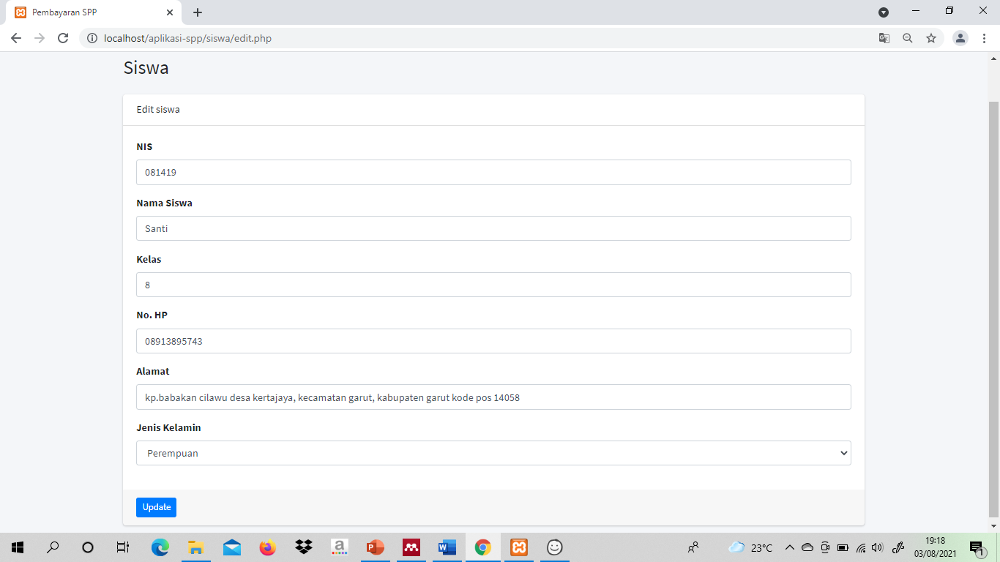 Pembayaran SPP
localhost/aplikasi-spp/siswa/edit.php
Siswa
Edit siswa
NIS
081419
Nama Siswa
Santi
Kelas
8
No. HP
08913895743
Alamat
kp.babakan cilawu desa kertajaya, kecamatan garut, kabupaten garut kode pos 14058
Jenis Kelamin
Perempuan
Update
23°C
19:18
03/08/2021
1